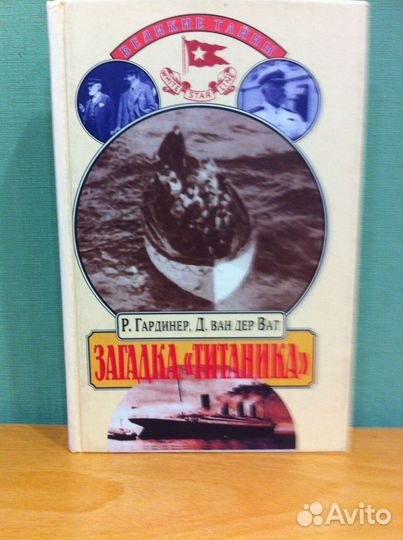 ВЕЛИКИЕ ТАЙНЫ
WHITE STAR LINE
Р. ГАРДИНЕР, Д. ВАН ДЕР ВАТ
ЗАГАДКА «ТИТАНИКА»
Avito